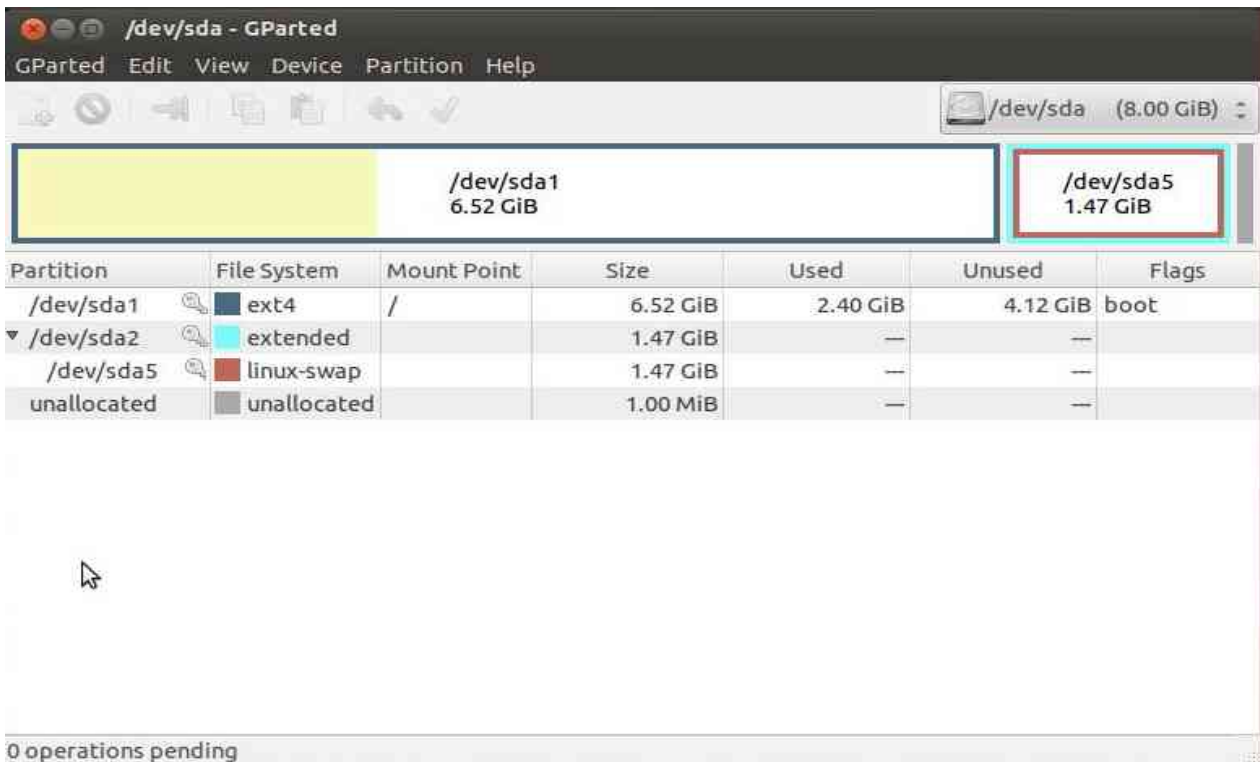 /dev/sda - GParted
GParted Edit View Device Partition Help
/dev/sda (8.00 GiB)
/dev/sda1
6.52 GiB
/dev/sda5
1.47 GiB
Partition File System Mount Point Size Used Unused Flags
/dev/sda1 ext4 / 6.52 GiB 2.40 GiB 4.12 GiB boot
/dev/sda2 extended 1.47 GiB — —
/dev/sda5 linux-swap 1.47 GiB — —
unallocated unallocated 1.00 MiB — —
0 operations pending